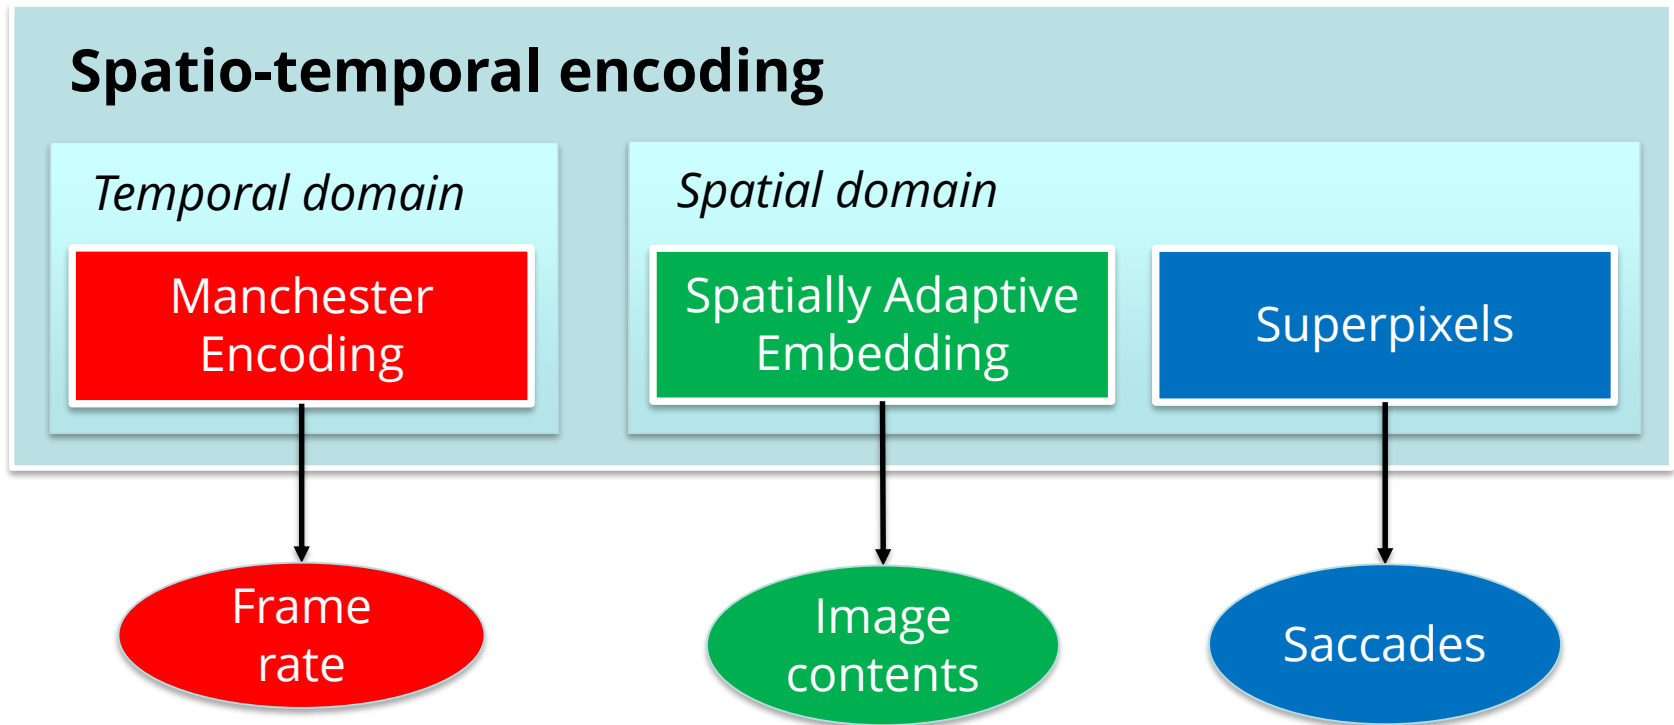 Spatio-temporal encoding
Temporal domain
Manchester
Encoding
Spatial domain
Spatially Adaptive
Embedding
Superpixels
Frame
rate
Image
contents
Saccades